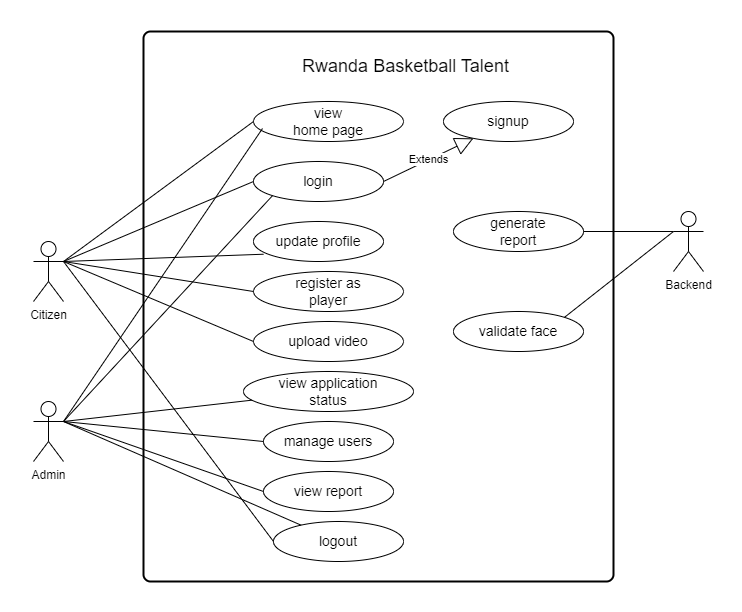 Rwanda Basketball Talent
view
home page
signup
Extends
login
update profile
generate
report
register as
player
upload video
validate face
view application
status
manage users
view report
logout
Citizen
Admin
Backend